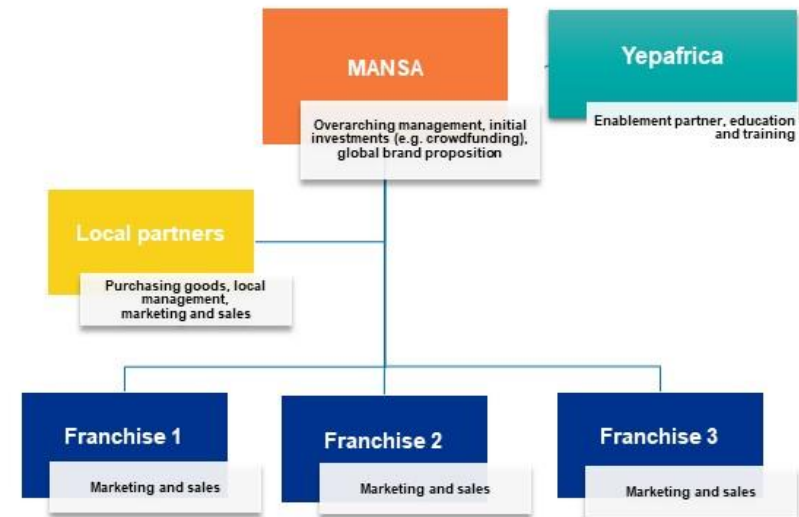 MANSA
Overarching management, initial
investments (e.g. crowdfunding),
global brand proposition
Yepafrica
Enablement partner, education
and training
Local partners
Purchasing goods, local
management,
marketing and sales
Franchise 1
Marketing and sales
Franchise 2
Marketing and sales
Franchise 3
Marketing and sales